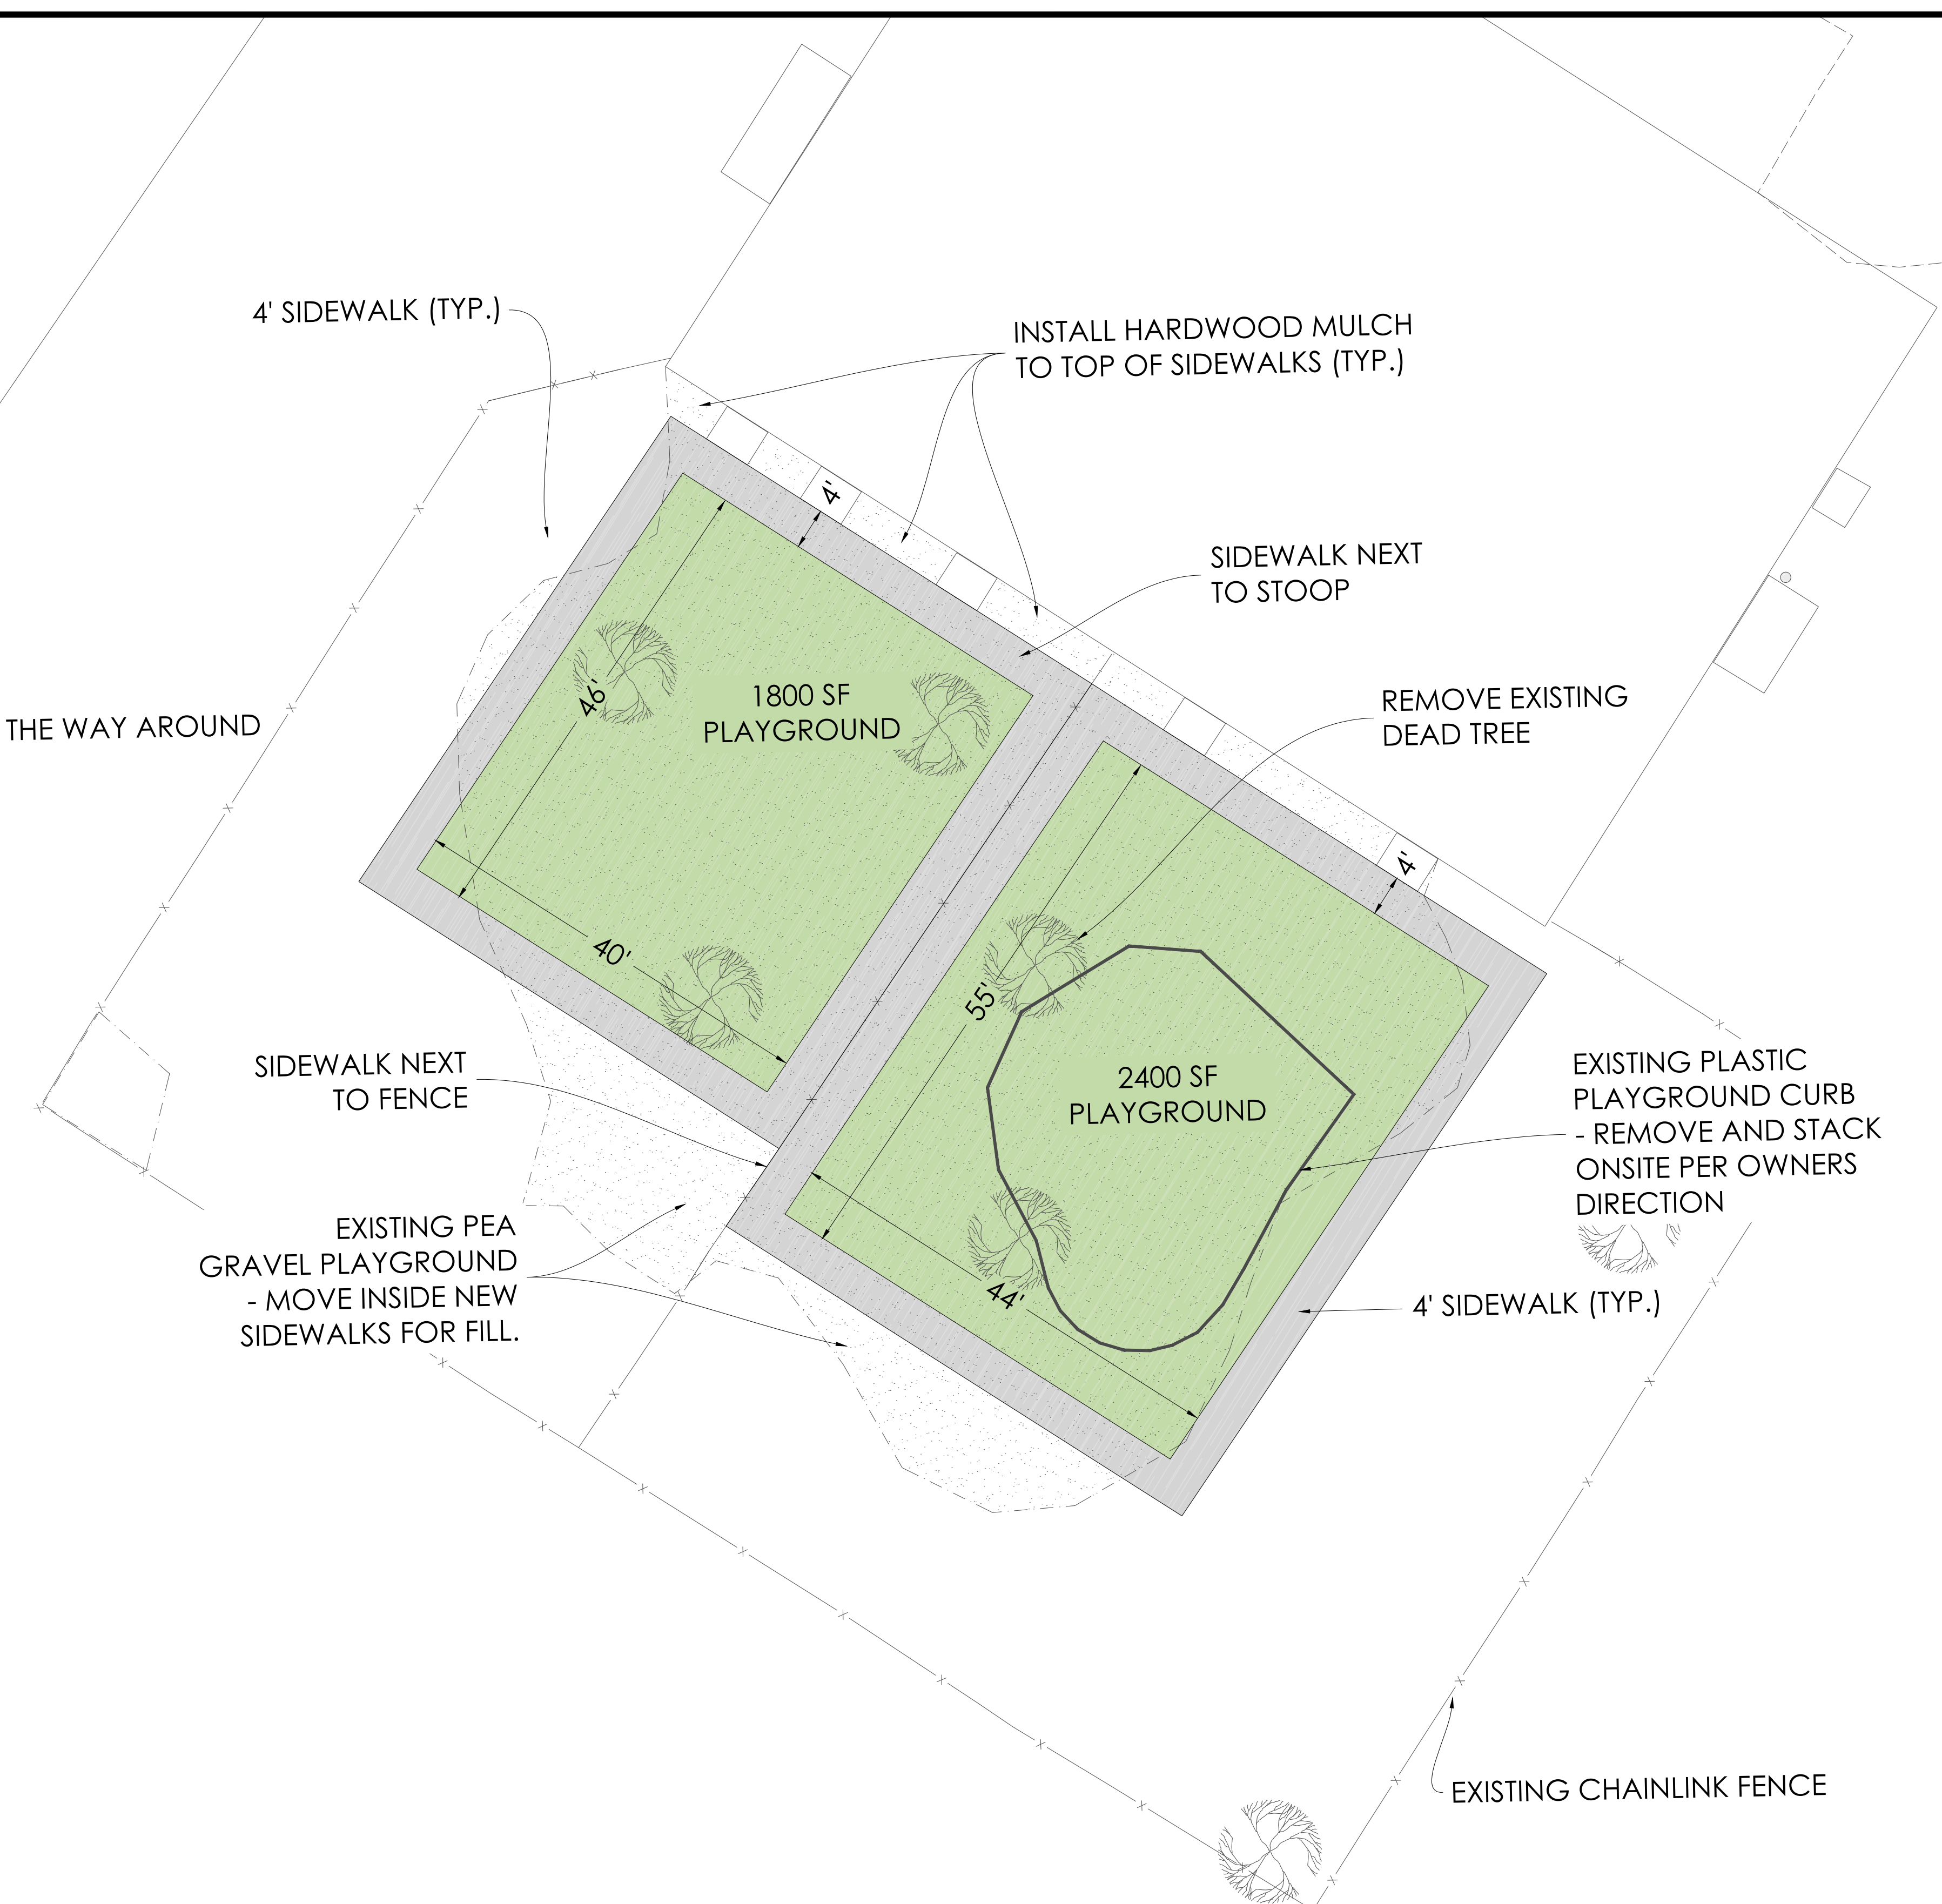 4' SIDEWALK (TYP.)
INSTALL HARDWOOD MULCH
TO TOP OF SIDEWALKS (TYP.)
4'
SIDEWALK NEXT
TO STOOP
46'
1800 SF
PLAYGROUND
REMOVE EXISTING
DEAD TREE
THE WAY AROUND
4'
40'
55'
SIDEWALK NEXT
TO FENCE
2400 SF
PLAYGROUND
EXISTING PLASTIC
PLAYGROUND CURB
- REMOVE AND STACK
ONSITE PER OWNERS
DIRECTION
EXISTING PEA
GRAVEL PLAYGROUND
- MOVE INSIDE NEW
SIDEWALKS FOR FILL.
44'
4' SIDEWALK (TYP.)
EXISTING CHAINLINK FENCE